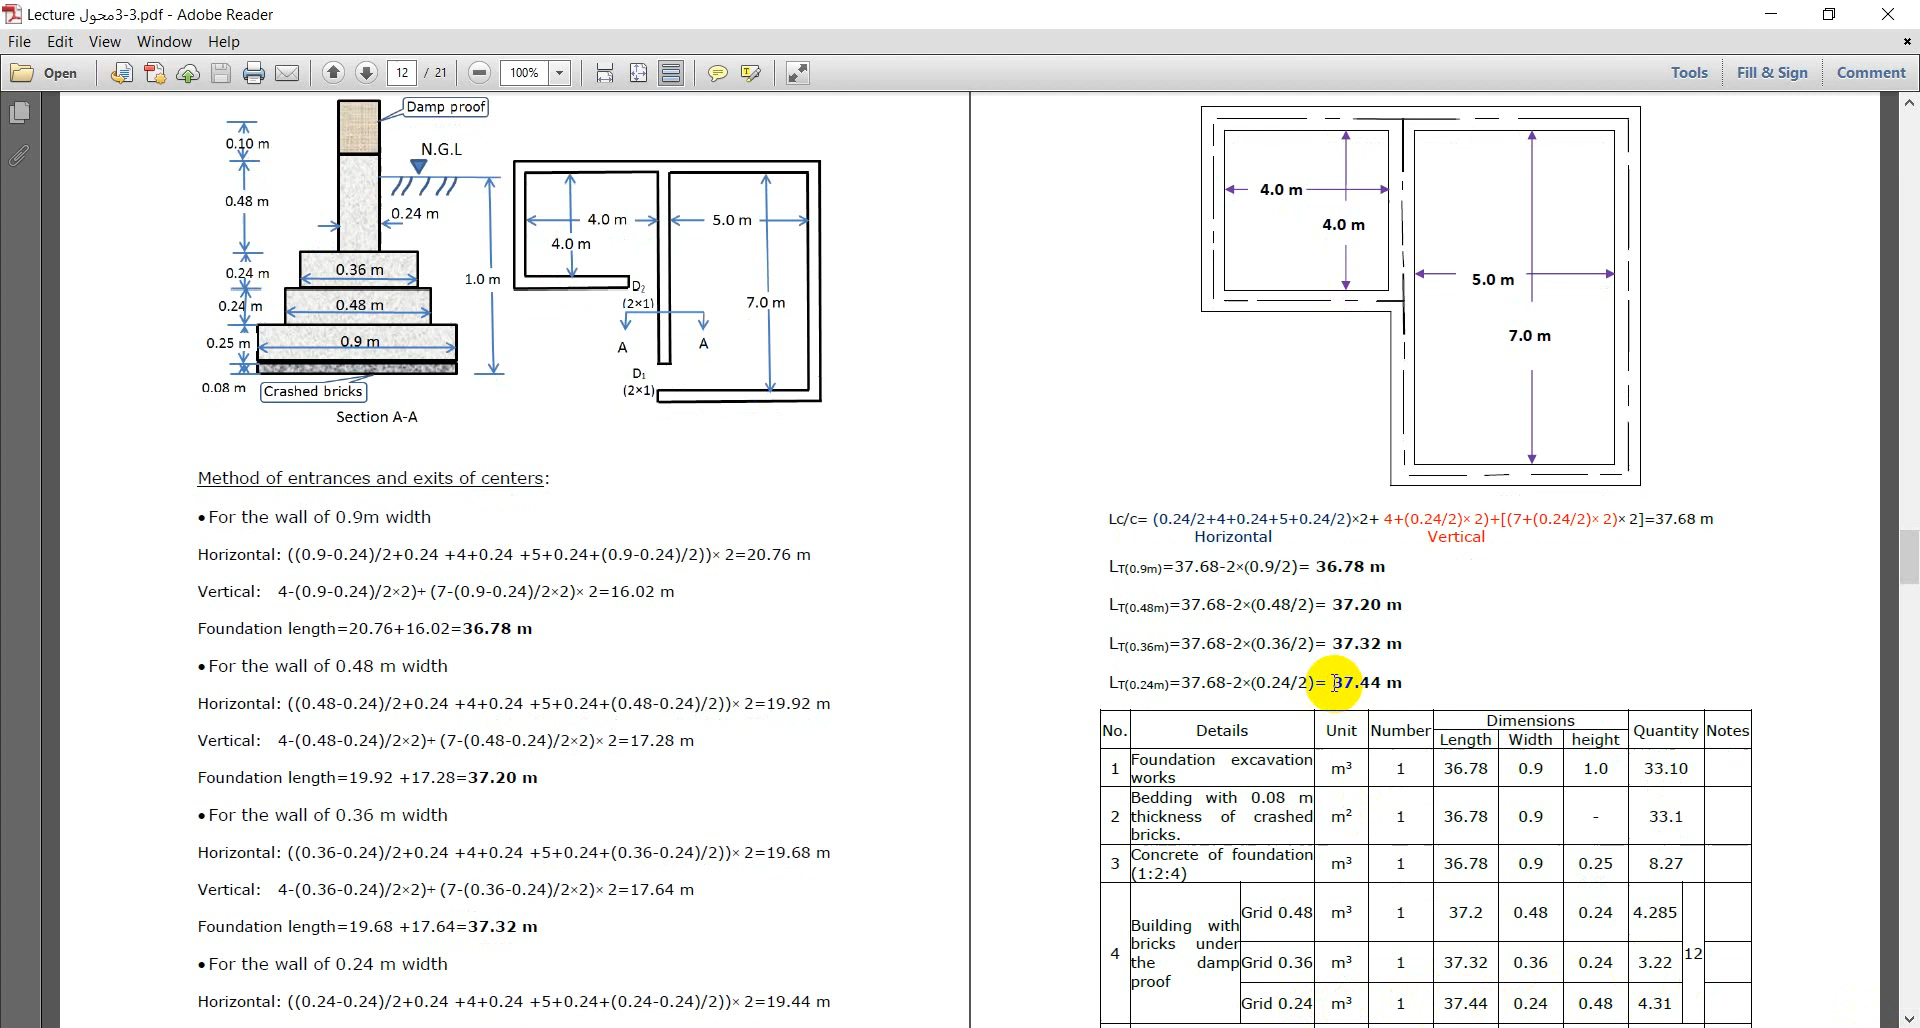 Lecture محول3-3.pdf - Adobe Reader
File Edit View Window Help
Open 12 / 21 100% Tools Fill & Sign Comment
Damp proof
0.10 m
N.G.L
0.48 m
0.24 m
4.0 m
5.0 m
4.0 m
0.24 m
0.36 m
1.0 m
D₂
(2×1)
7.0 m
0.24 m
0.48 m
0.25 m
0.9 m
A A
D₁
(2×1)
0.08 m
Crashed bricks
Section A-A
Method of entrances and exits of centers:
•For the wall of 0.9m width
Horizontal: ((0.9-0.24)/2+0.24 +4+0.24 +5+0.24+(0.9-0.24)/2))× 2=20.76 m
Vertical: 4-(0.9-0.24)/2×2)+ (7-(0.9-0.24)/2×2)× 2=16.02 m
Foundation length=20.76+16.02=36.78 m
•For the wall of 0.48 m width
Horizontal: ((0.48-0.24)/2+0.24 +4+0.24 +5+0.24+(0.48-0.24)/2))× 2=19.92 m
Vertical: 4-(0.48-0.24)/2×2)+ (7-(0.48-0.24)/2×2)× 2=17.28 m
Foundation length=19.92 +17.28=37.20 m
•For the wall of 0.36 m width
Horizontal: ((0.36-0.24)/2+0.24 +4+0.24 +5+0.24+(0.36-0.24)/2))× 2=19.68 m
Vertical: 4-(0.36-0.24)/2×2)+ (7-(0.36-0.24)/2×2)× 2=17.64 m
Foundation length=19.68 +17.64=37.32 m
•For the wall of 0.24 m width
Horizontal: ((0.24-0.24)/2+0.24 +4+0.24 +5+0.24+(0.24-0.24)/2))× 2=19.44 m
4.0 m
4.0 m
5.0 m
7.0 m
Lc/c= (0.24/2+4+0.24+5+0.24/2)×2+ 4+(0.24/2)× 2)+[(7+(0.24/2)× 2)× 2]=37.68 m
Horizontal Vertical
LT(0.9m)=37.68-2×(0.9/2)= 36.78 m
LT(0.48m)=37.68-2×(0.48/2)= 37.20 m
LT(0.36m)=37.68-2×(0.36/2)= 37.32 m
LT(0.24m)=37.68-2×(0.24/2)= 37.44 m
No. Details Unit Number Dimensions Quantity Notes
Length Width height
1 Foundation excavation works m³ 1 36.78 0.9 1.0 33.10
2 Bedding with 0.08 m thickness of crashed bricks. m² 1 36.78 0.9 - 33.1
3 Concrete of foundation (1:2:4) m³ 1 36.78 0.9 0.25 8.27
4 Building with bricks under the damp proof Grid 0.48 m³ 1 37.2 0.48 0.24 4.285 12
Grid 0.36 m³ 1 37.32 0.36 0.24 3.22
Grid 0.24 m³ 1 37.44 0.24 0.48 4.31